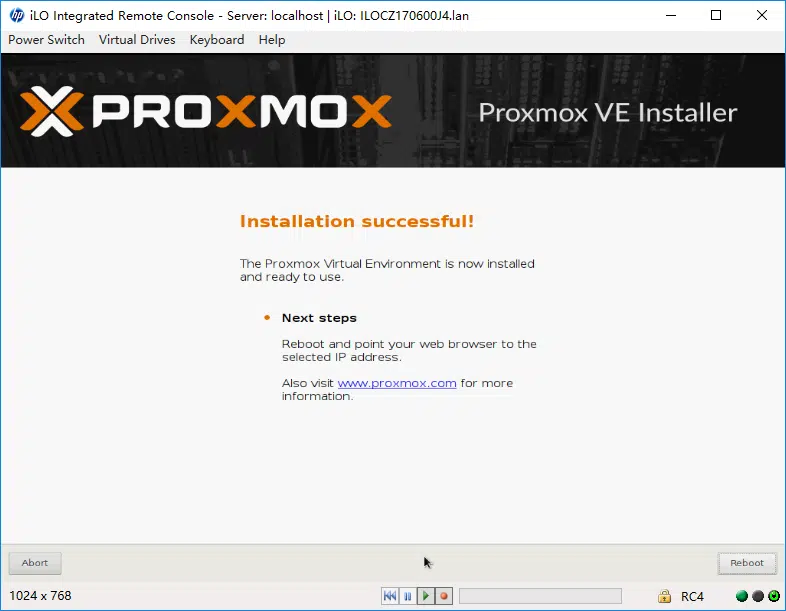 iLO Integrated Remote Console - Server: localhost | iLO: ILOCZ170600J4.lan
Power Switch Virtual Drives Keyboard Help
PROXMOX
Proxmox VE Installer
Installation successful!
The Proxmox Virtual Environment is now installed
and ready to use.
Next steps
Reboot and point your web browser to the
selected IP address.
Also visit www.proxmox.com for more
information.
Abort
Reboot
1024 x 768
RC4